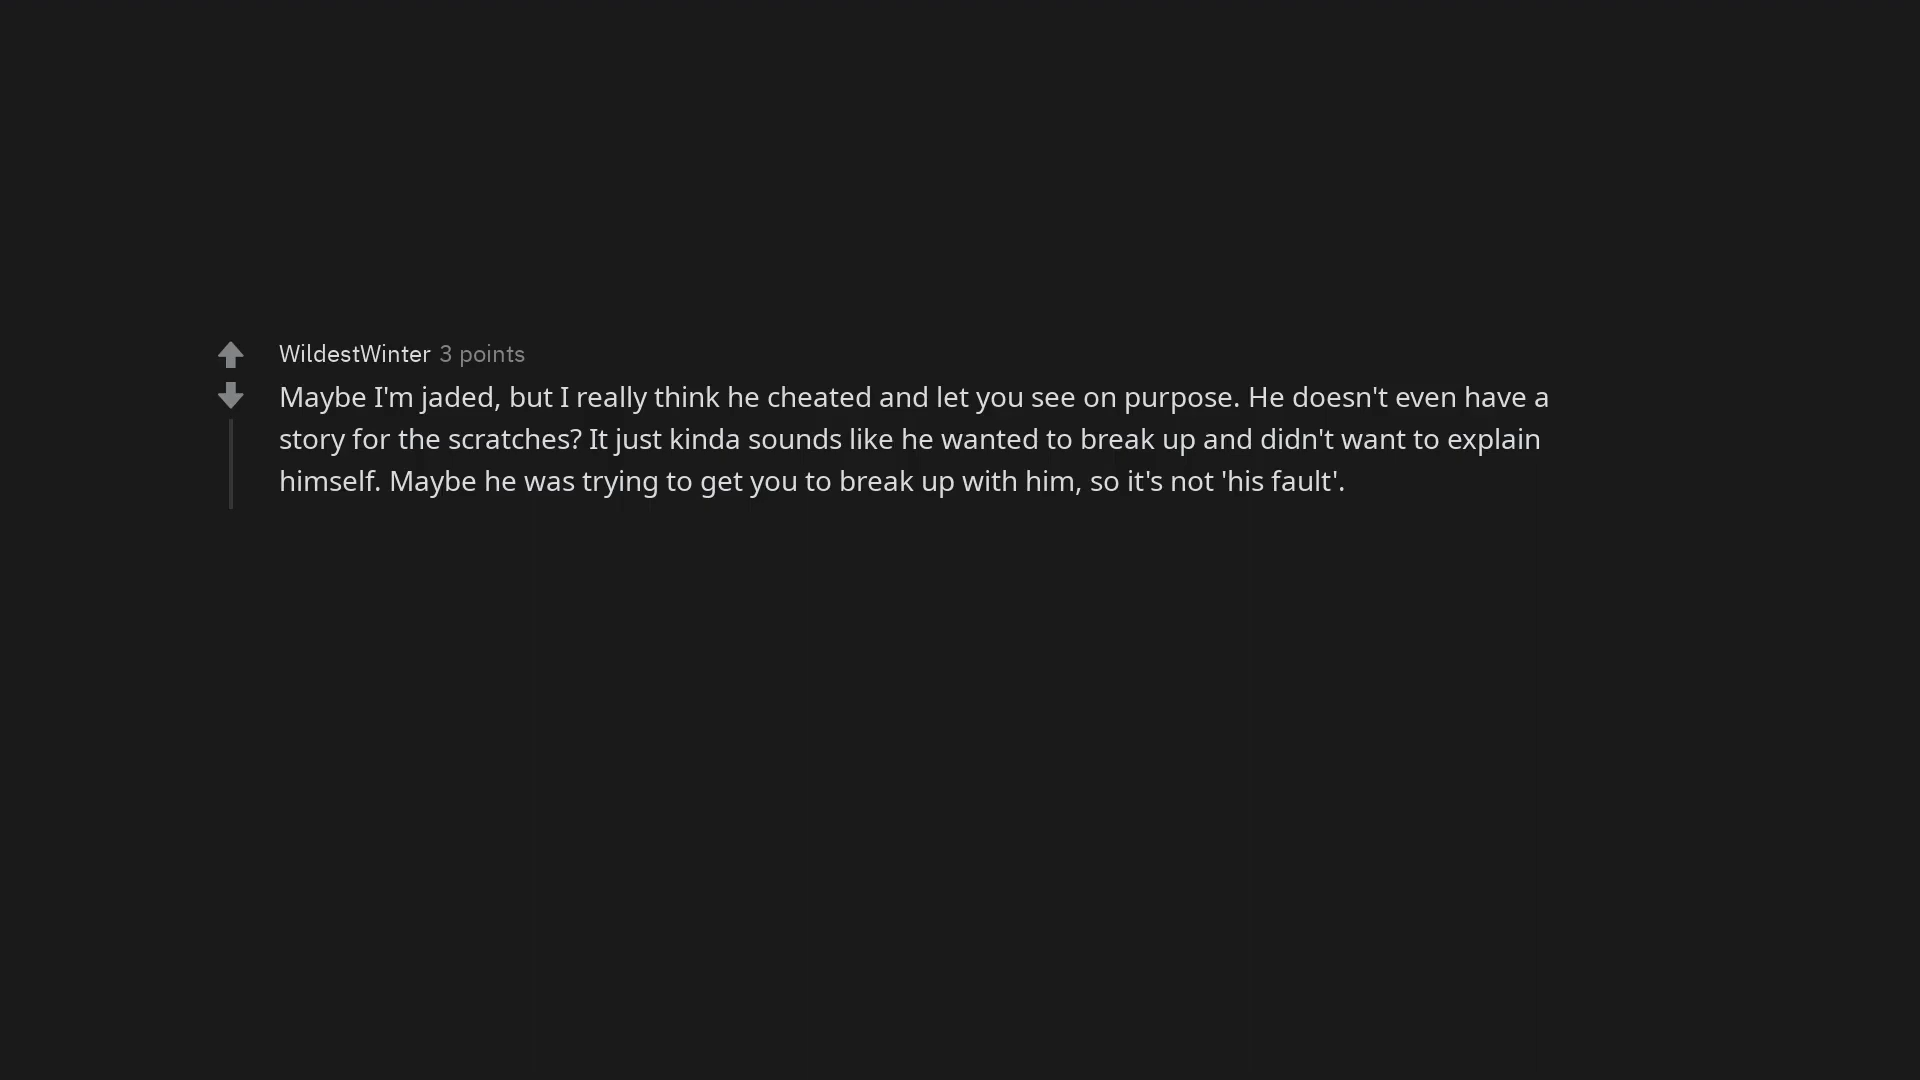 WildestWinter 3 points
Maybe I'm jaded, but I really think he cheated and let you see on purpose. He doesn't even have a
story for the scratches? It just kinda sounds like he wanted to break up and didn't want to explain
himself. Maybe he was trying to get you to break up with him, so it's not 'his fault'.